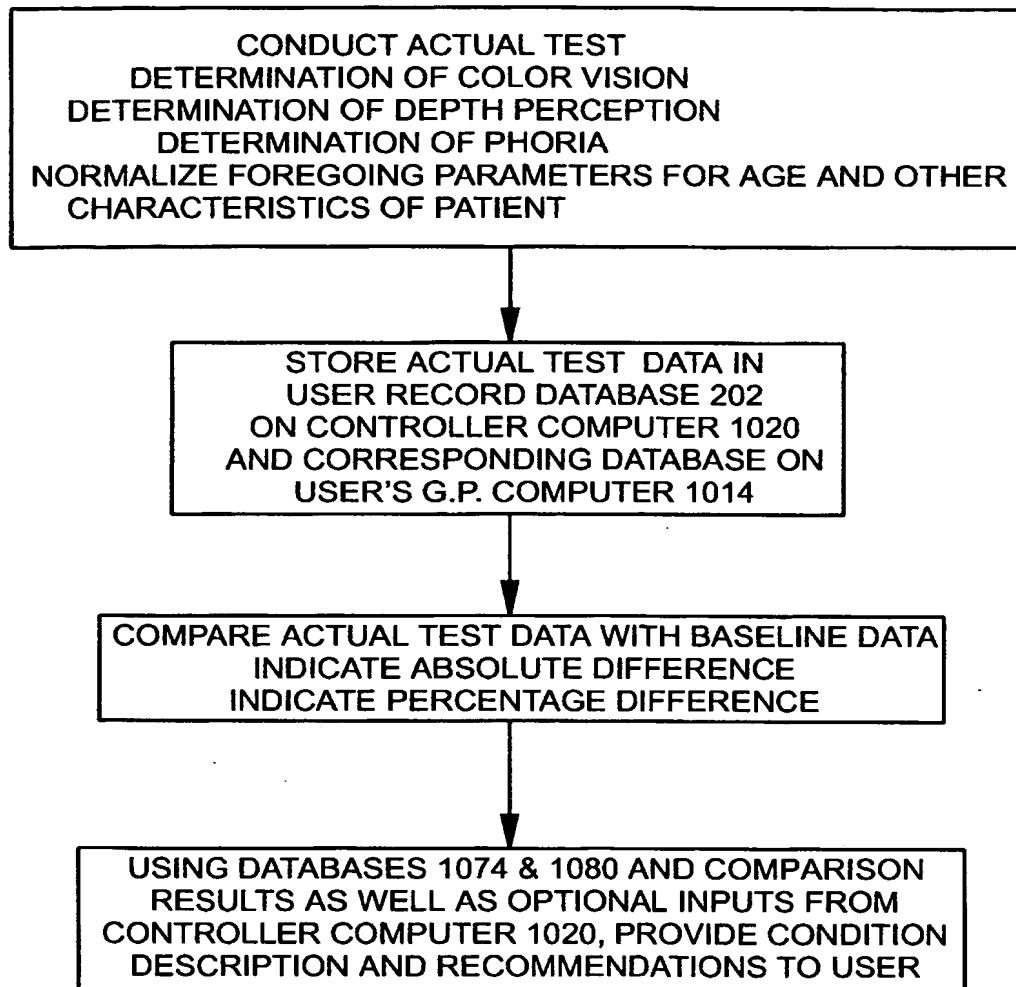 CONDUCT ACTUAL TEST
DETERMINATION OF COLOR VISION
DETERMINATION OF DEPTH PERCEPTION
DETERMINATION OF PHORIA
NORMALIZE FOREGOING PARAMETERS FOR AGE AND OTHER
CHARACTERISTICS OF PATIENT
STORE ACTUAL TEST DATA IN
USER RECORD DATABASE 202
ON CONTROLLER COMPUTER 1020
AND CORRESPONDING DATABASE ON
USER'S G.P. COMPUTER 1014
COMPARE ACTUAL TEST DATA WITH BASELINE DATA
INDICATE ABSOLUTE DIFFERENCE
INDICATE PERCENTAGE DIFFERENCE
USING DATABASES 1074 & 1080 AND COMPARISON
RESULTS AS WELL AS OPTIONAL INPUTS FROM
CONTROLLER COMPUTER 1020, PROVIDE CONDITION
DESCRIPTION AND RECOMMENDATIONS TO USER